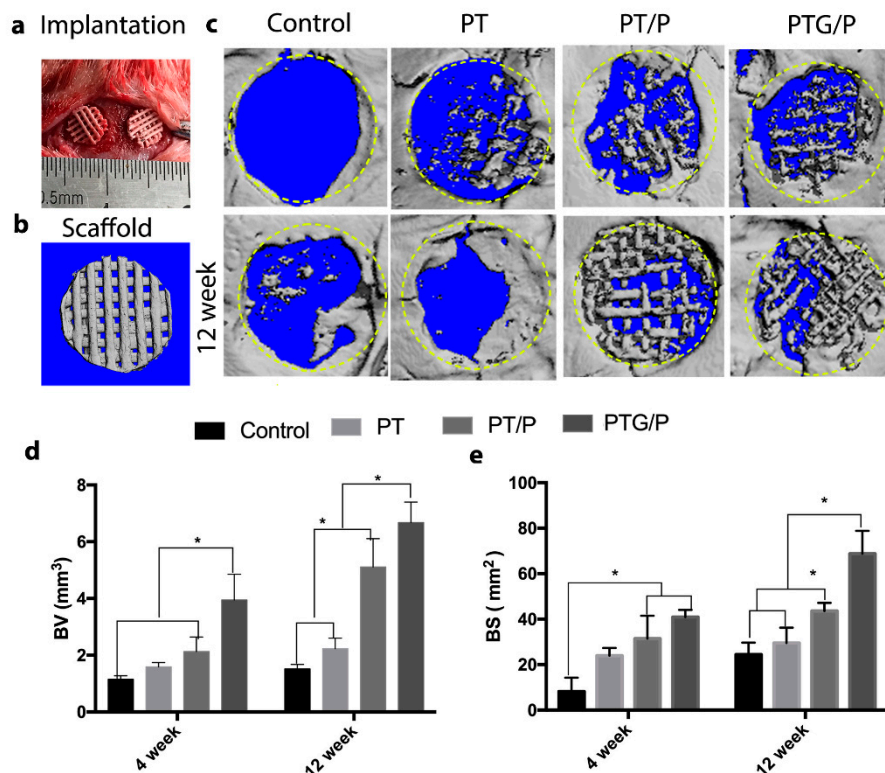 a Implantation
0.5mm
b Scaffold
c Control PT PT/P PTG/P
12 week
Control PT PT/P PTG/P
d
BV (mm³)
8
6
4
2
0
4 week 12 week
* * *
e
BS ( mm²)
100
80
60
40
20
0
4 week 12 week
* * *